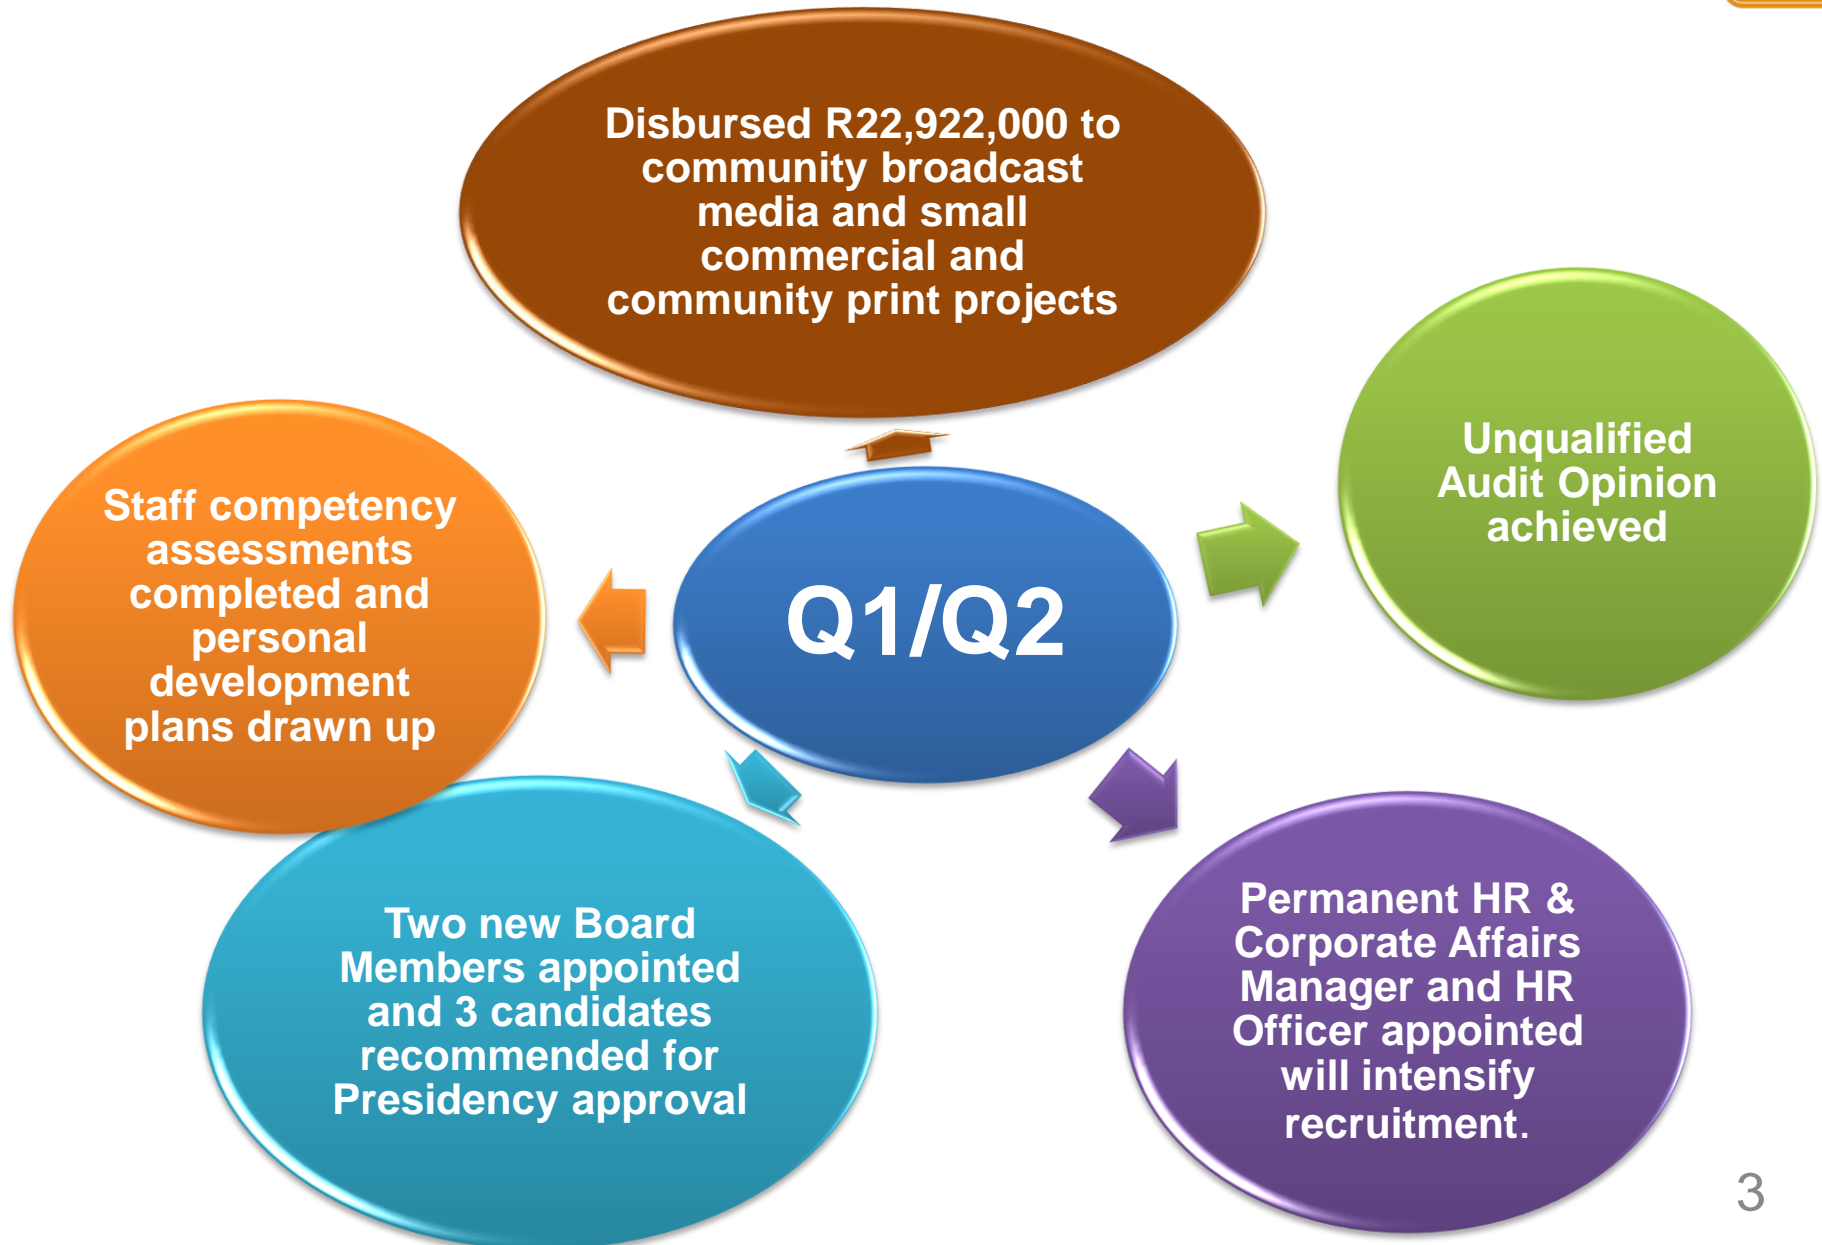 Disbursed R22,922,000 to
community broadcast
media and small
commercial and
community print projects
Unqualified
Audit Opinion
achieved
Staff competency
assessments
completed and
personal
development
plans drawn up
Q1/Q2
Two new Board
Members appointed
and 3 candidates
recommended for
Presidency approval
Permanent HR &
Corporate Affairs
Manager and HR
Officer appointed
will intensify
recruitment.
3